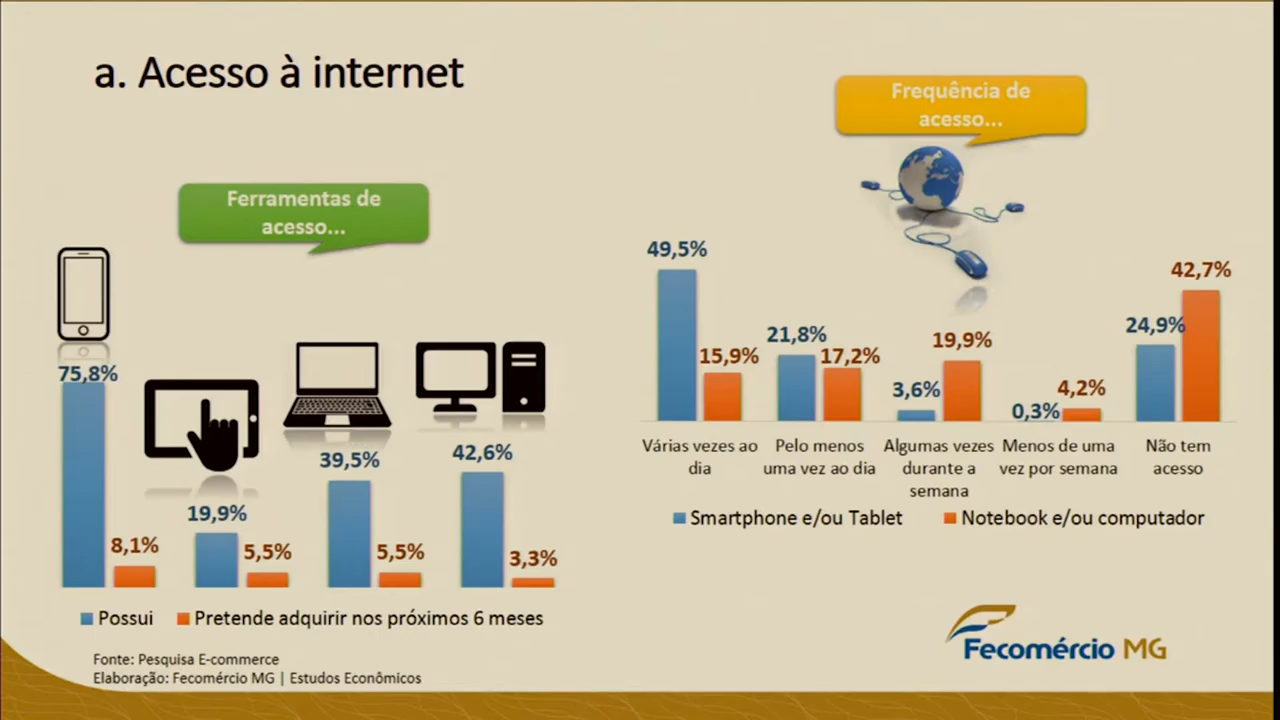 a. Acesso à internet
Ferramentas de
acesso...
75,8%
8,1%
19,9%
5,5%
39,5%
5,5%
42,6%
3,3%
Possui
Pretende adquirir nos próximos 6 meses
Frequência de
acesso...
49,5%
15,9%
21,8%
17,2%
3,6%
19,9%
0,3%
4,2%
24,9%
42,7%
Várias vezes ao
dia
Pelo menos
uma vez ao dia
Algumas vezes
durante a
semana
Menos de uma
vez por semana
Não tem
acesso
Smartphone e/ou Tablet
Notebook e/ou computador
Fonte: Pesquisa E-commerce
Elaboração: Fecomércio MG | Estudos Econômicos
Fecomércio MG